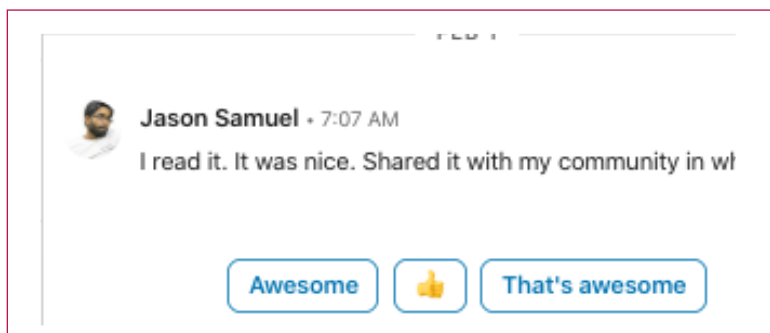 Jason Samuel • 7:07 AM
I read it. It was nice. Shared it with my community in
Awesome 👍 That's awesome